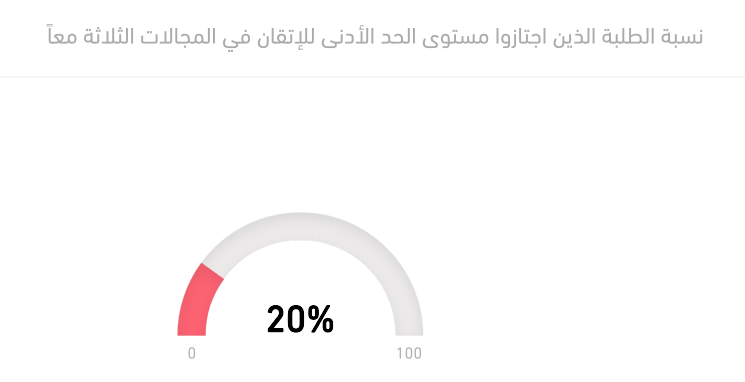 نسبة الطلبة الذين اجتازوا مستوى الحد الأدنى للإتقان في المجالات الثلاثة معاً
20%
0
100